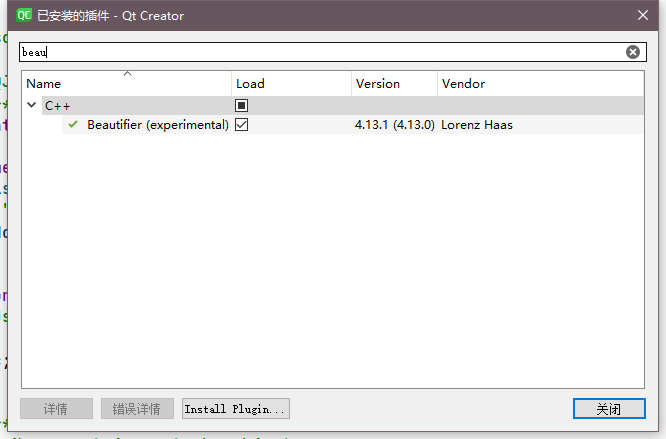 QC 已安装的插件 - Qt Creator
beau
Name Load Version Vendor
C++
Beautifier (experimental) 4.13.1 (4.13.0) Lorenz Haas
详情 错误详情 Install Plugin... 关闭